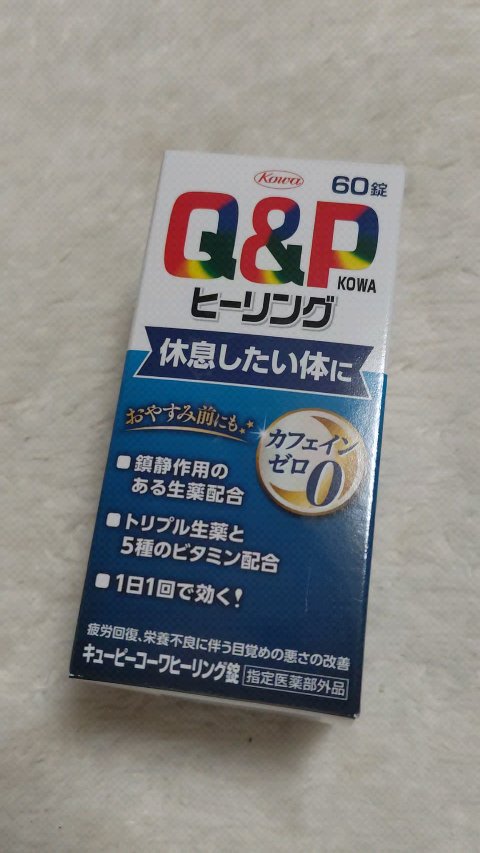 Kowa
60錠
Q&P
KOWA
ヒーリング
休息したい体に
おやすみ前にも
カフェイン
ゼロ0
鎮静作用の
ある生薬配合
トリプル生薬と
5種のビタミン配合
1日1回で効く!
疲労回復、栄養不良に伴う目覚めの悪さの改善
キューピーコーワヒーリング錠 指定医薬部外品